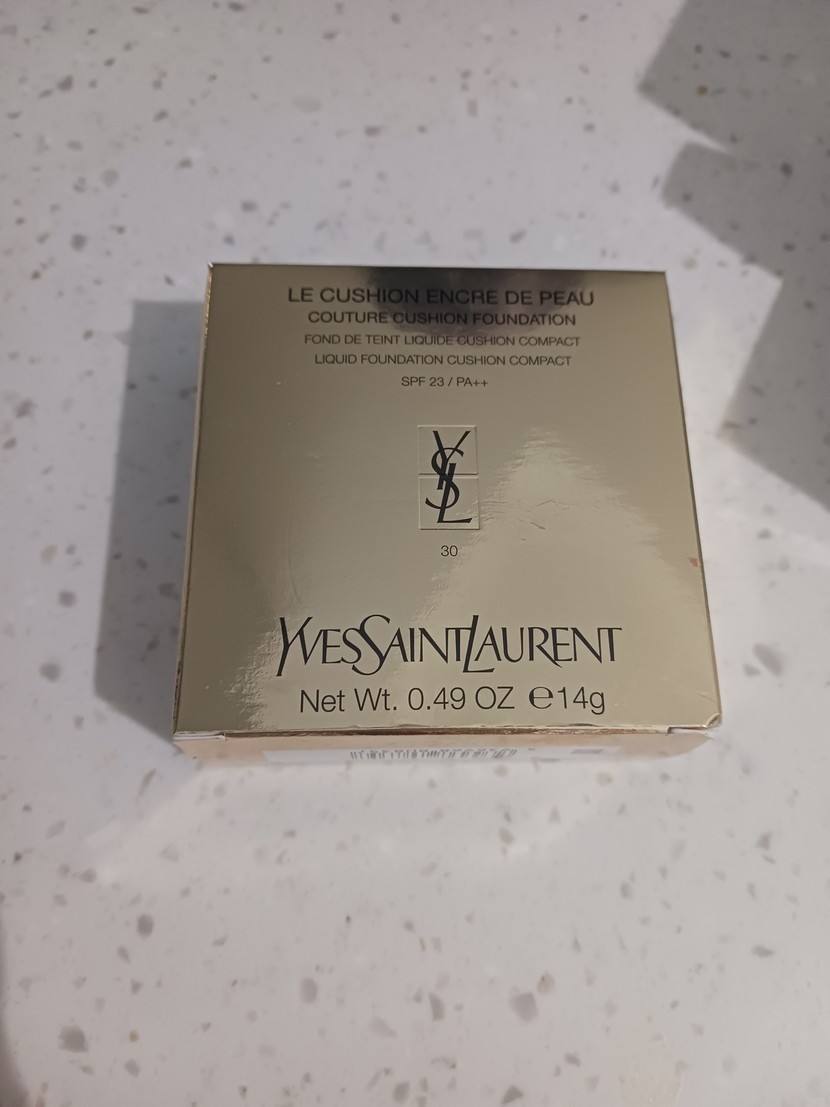 LE CUSHION ENCRE DE PEAU
COUTURE CUSHION FOUNDATION
FOND DE TEINT LIQUIDE CUSHION COMPACT
LIQUID FOUNDATION CUSHION COMPACT
SPF 23 / PA++
YSL
30
YVESSAINTLAURENT
Net Wt. 0.49 OZ ℮14g